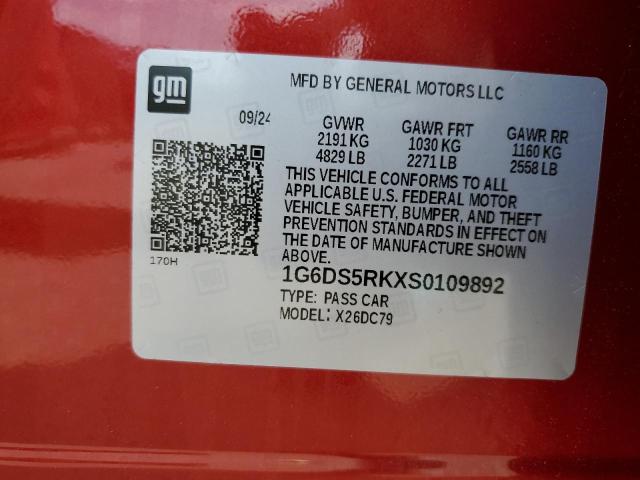 gm
MFD BY GENERAL MOTORS LLC
09/24
GVWR GAWR FRT GAWR RR
2191 KG 1030 KG 1160 KG
4829 LB 2271 LB 2558 LB
THIS VEHICLE CONFORMS TO ALL
APPLICABLE U.S. FEDERAL MOTOR
VEHICLE SAFETY, BUMPER, AND THEFT
PREVENTION STANDARDS IN EFFECT ON
THE DATE OF MANUFACTURE SHOWN
ABOVE.
170H
1G6DS5RKXS0109892
TYPE: PASS CAR
MODEL: X26DC79